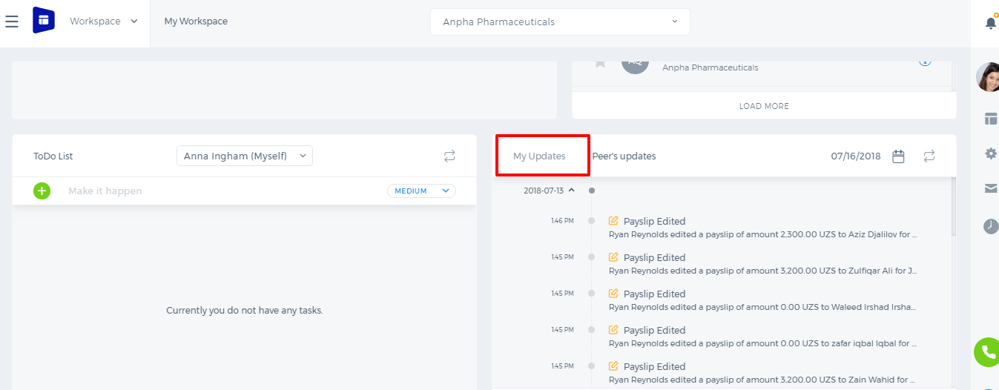 Workspace
My Workspace
Anpha Pharmaceuticals
Anpha Pharmaceuticals
LOAD MORE
ToDo List
Anna Ingham (Myself)
Make it happen
MEDIUM
Currently you do not have any tasks.
My Updates
Peer's updates
07/16/2018
2018-07-13
1:46 PM
Payslip Edited
Ryan Reynolds edited a payslip of amount 2,300.00 UZS to Aziz Djalilov for ...
1:45 PM
Payslip Edited
Ryan Reynolds edited a payslip of amount 3,200.00 UZS to Zulfiqar Ali for J...
1:45 PM
Payslip Edited
Ryan Reynolds edited a payslip of amount 0.00 UZS to Waleed Irshad Irsha...
1:45 PM
Payslip Edited
Ryan Reynolds edited a payslip of amount 0.00 UZS to zafar iqbal Iqbal for ...
1:45 PM
Payslip Edited
Ryan Reynolds edited a payslip of amount 3,200.00 UZS to Zain Wahid for ...